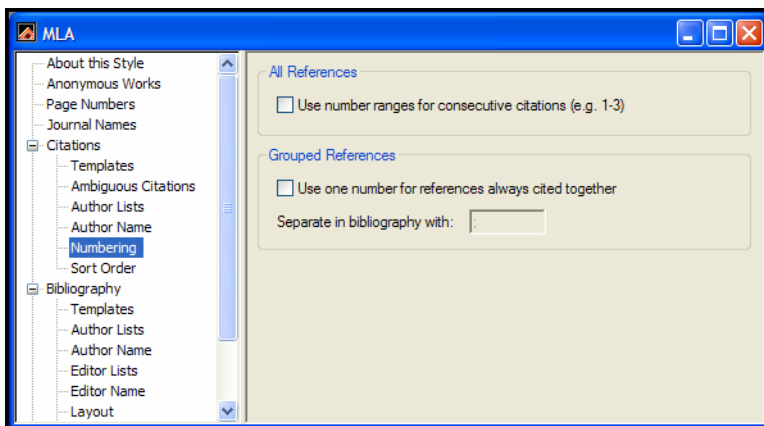 MLA
About this Style
Anonymous Works
Page Numbers
Journal Names
Citations
Templates
Ambiguous Citations
Author Lists
Author Name
Numbering
Sort Order
Bibliography
Templates
Author Lists
Author Name
Editor Lists
Editor Name
Layout
All References
Use number ranges for consecutive citations (e.g. 1-3)
Grouped References
Use one number for references always cited together
Separate in bibliography with: ;